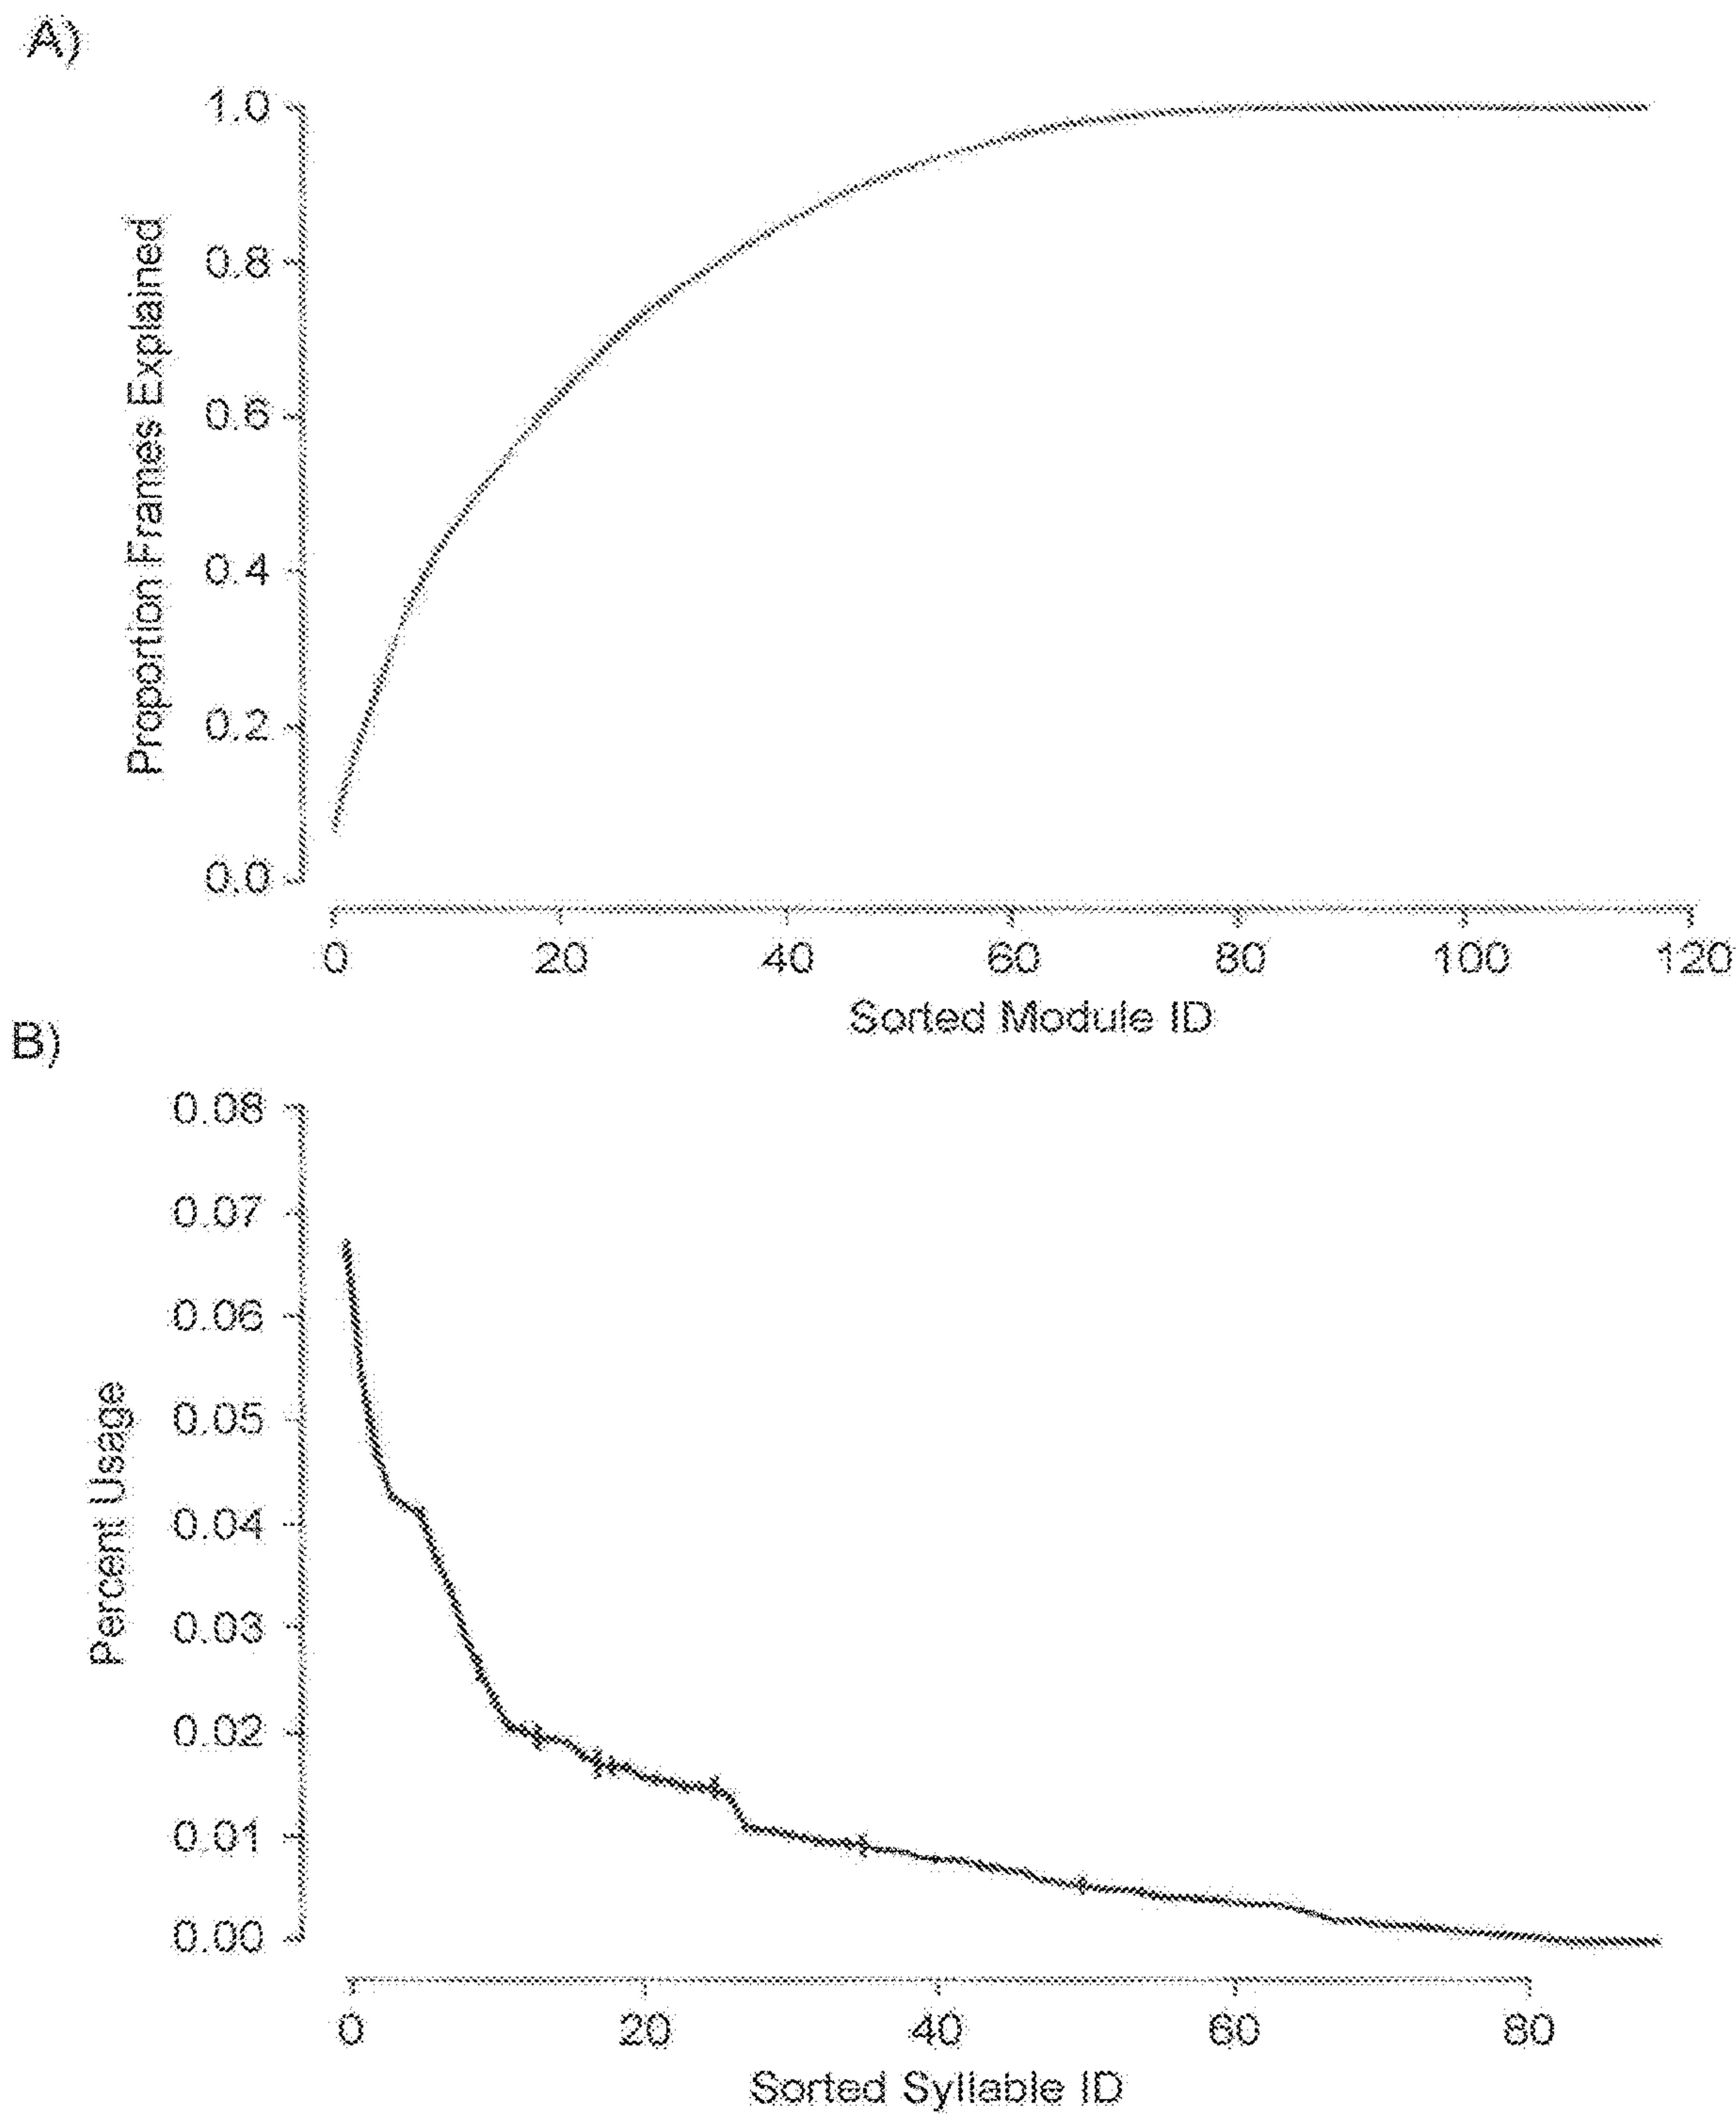 A)
1.0
0.8
0.6
0.4
0.2
0.0
Proportion Frames Explained
0 20 40 60 80 100 120
Sorted Module ID
B)
0.08
0.07
0.06
0.05
0.04
0.03
0.02
0.01
0.00
Percent Usage
0 20 40 60 80
Sorted Syllable ID